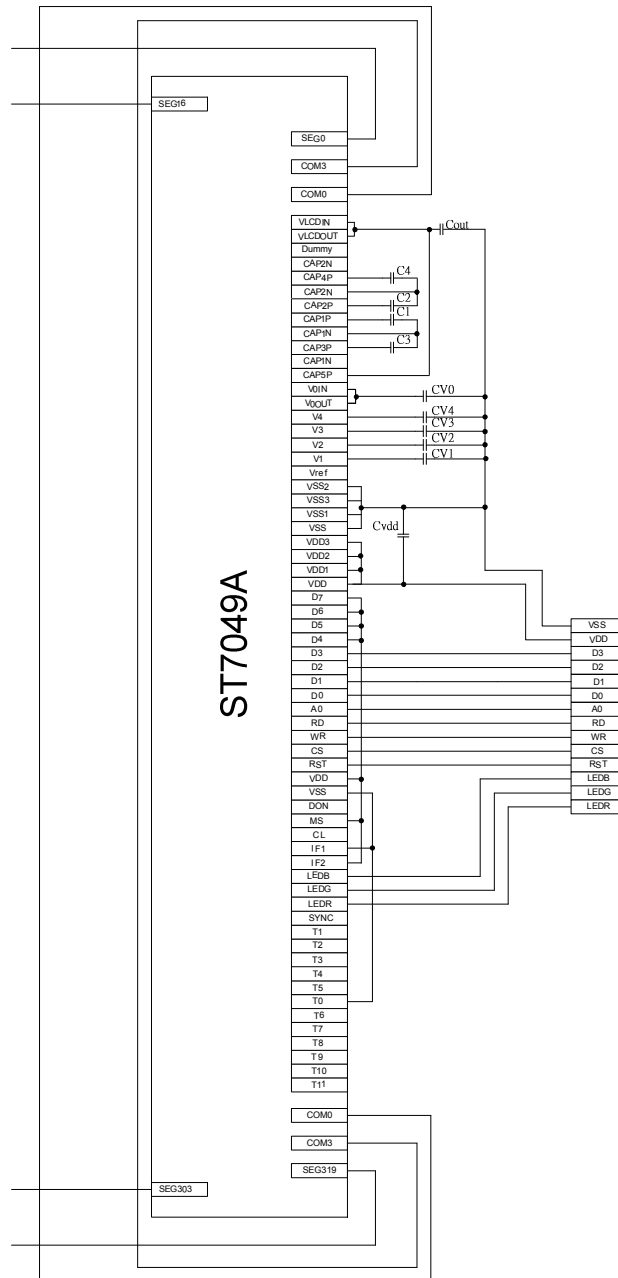 SEG16
SEG0
COM3
COM0
VLCDIN
VLCDOUT
Cout
Dummy
CAP2N
CAP4P
C4
CAP2N
CAP2P
C2
CAP1P
C1
CAP1N
CAP3P
C3
CAP1N
CAP5P
V0IN
CV0
V0OUT
V4
CV4
V3
CV3
V2
CV2
V1
CV1
Vref
VSS2
VSS3
VSS1
VSS
Cvdd
VDD3
VDD2
VDD1
VDD
D7
D6
D5
D4
D3
D2
D1
D0
A0
RD
WR
CS
RST
VDD
VSS
DON
MS
CL
IF1
IF2
LEDB
LEDG
LEDR
SYNC
T1
T2
T3
T4
T5
T0
T6
T7
T8
T9
T10
T11
COM0
COM3
SEG319
SEG303
ST7049A
VSS
VDD
D3
D2
D1
D0
A0
RD
WR
CS
RST
LEDB
LEDG
LEDR